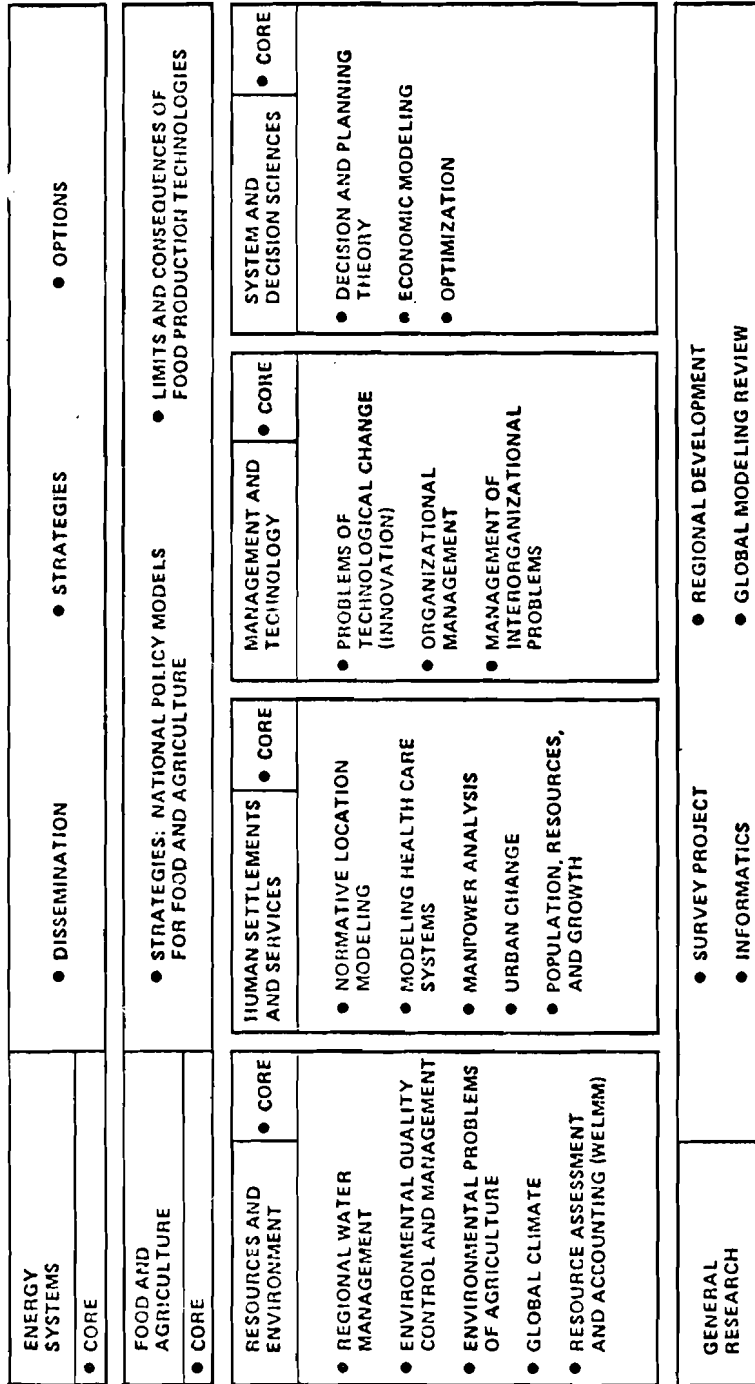 ENERGY
SYSTEMS
● CORE
● DISSEMINATION
● STRATEGIES
● OPTIONS
FOOD AND
AGRICULTURE
● CORE
● STRATEGIES: NATIONAL POLICY MODELS
FOR FOOD AND AGRICULTURE
● LIMITS AND CONSEQUENCES OF
FOOD PRODUCTION TECHNOLOGIES
RESOURCES AND
ENVIRONMENT
● CORE
● REGIONAL WATER
MANAGEMENT
● ENVIRONMENTAL QUALITY
CONTROL AND MANAGEMENT
● ENVIRONMENTAL PROBLEMS
OF AGRICULTURE
● GLOBAL CLIMATE
● RESOURCE ASSESSMENT
AND ACCOUNTING (WELMM)
HUMAN SETTLEMENTS
AND SERVICES
● CORE
● NORMATIVE LOCATION
MODELING
● MODELING HEALTH CARE
SYSTEMS
● MANPOWER ANALYSIS
● URBAN CHANGE
● POPULATION, RESOURCES,
AND GROWTH
MANAGEMENT AND
TECHNOLOGY
● CORE
● PROBLEMS OF
TECHNOLOGICAL CHANGE
(INNOVATION)
● ORGANIZATIONAL
MANAGEMENT
● MANAGEMENT OF
INTERORGANIZATIONAL
PROBLEMS
SYSTEM AND
DECISION SCIENCES
● CORE
● DECISION AND PLANNING
THEORY
● ECONOMIC MODELING
● OPTIMIZATION
GENERAL
RESEARCH
● SURVEY PROJECT
● INFORMATICS
● REGIONAL DEVELOPMENT
● GLOBAL MODELING REVIEW